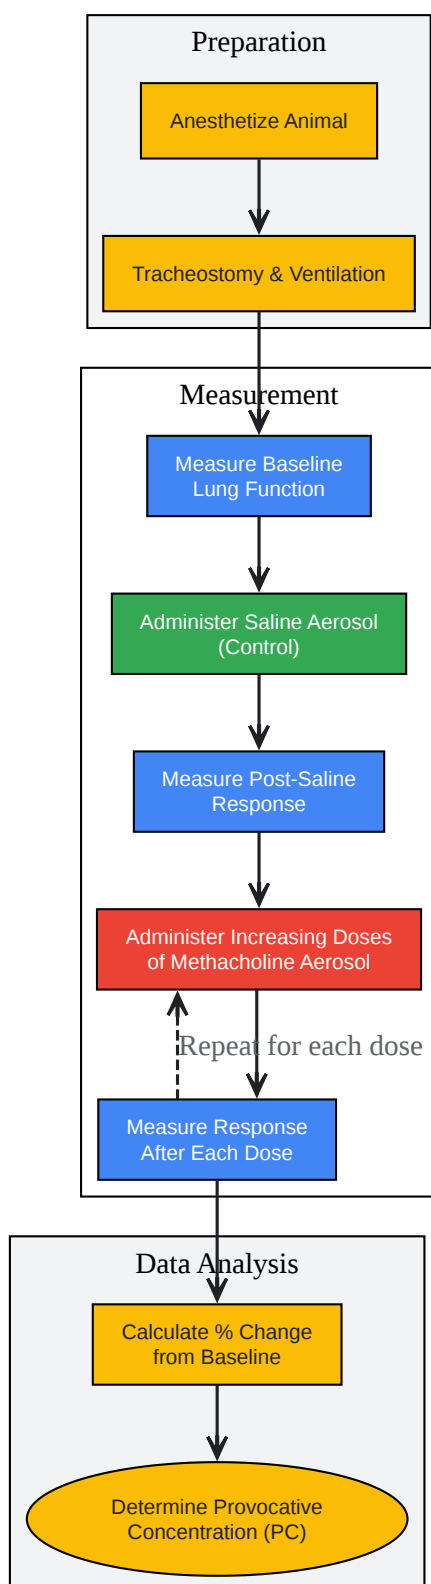 Preparation
Anesthetize Animal
Tracheostomy & Ventilation
Measurement
Measure Baseline
Lung Function
Administer Saline Aerosol
(Control)
Measure Post-Saline
Response
Administer Increasing Doses
of Methacholine Aerosol
Repeat for each dose
Measure Response
After Each Dose
Data Analysis
Calculate % Change
from Baseline
Determine Provocative
Concentration (PC)